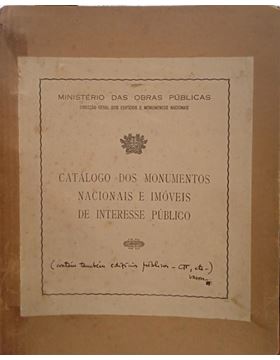 MINISTÉRIO DAS OBRAS PÚBLICAS
DIRECÇÃO GERAL DOS EDIFÍCIOS E MONUMENTOS NACIONAIS
CATÁLOGO DOS MONUMENTOS
NACIONAIS E IMÓVEIS
DE INTERESSE PÚBLICO
(contém também edifícios públicos - CTT, etc -)